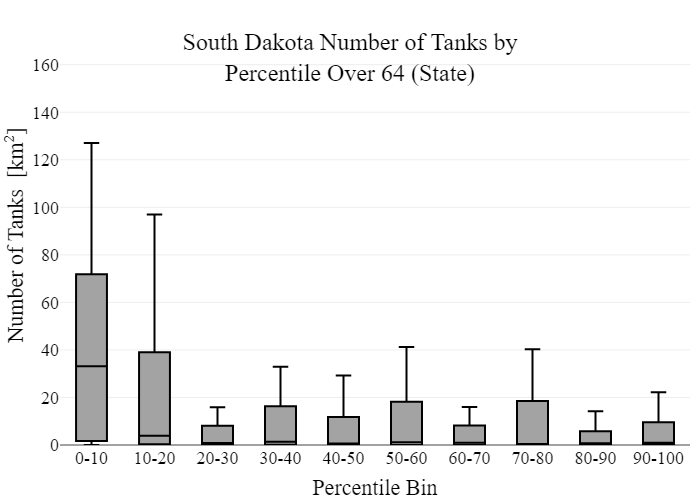 South Dakota Number of Tanks by
Percentile Over 64 (State)
Number of Tanks [km²]
160
140
120
100
80
60
40
20
0
0-10 10-20 20-30 30-40 40-50 50-60 60-70 70-80 80-90 90-100
Percentile Bin